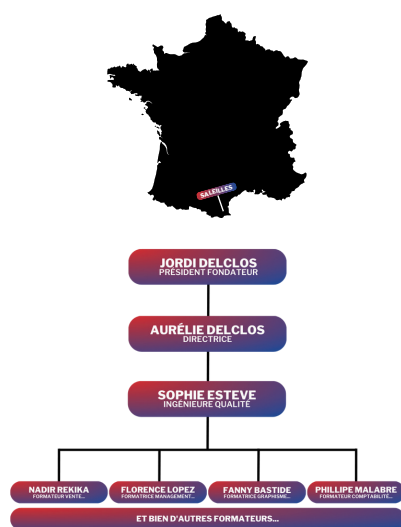 SALEILLES
JORDI DELCLOS
PRÉSIDENT FONDATEUR
AURÉLIE DELCLOS
DIRECTRICE
SOPHIE ESTEVE
INGÉNIEURE QUALITÉ
NADIR REKIKA
FORMATEUR VENTE...
FLORENCE LOPEZ
FORMATRICE MANAGEMENT...
FANNY BASTIDE
FORMATRICE GRAPHISME...
PHILLIPE MALABRE
FORMATEUR COMPTABILITÉ...
ET BIEN D'AUTRES FORMATEURS...